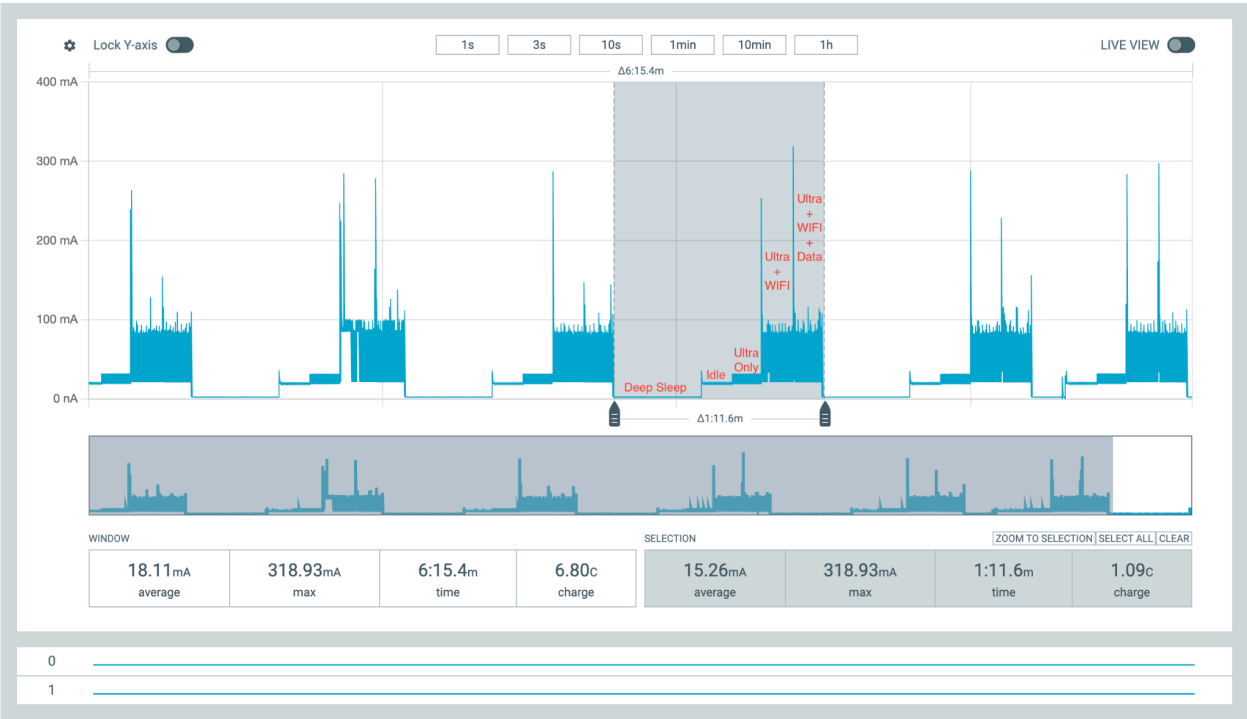 Lock Y-axis
1s
3s
10s
1min
10min
1h
LIVE VIEW
Δ6:15.4m
400 mA
300 mA
200 mA
100 mA
0 nA
Deep Sleep
Idle
Ultra
Only
Ultra
+
WIFI
Ultra
+
WIFI
+
Data
Δ1:11.6m
WINDOW
18.11mA
average
318.93mA
max
6:15.4m
time
6.80c
charge
SELECTION
ZOOM TO SELECTION
SELECT ALL
CLEAR
15.26mA
average
318.93mA
max
1:11.6m
time
1.09c
charge
0
1